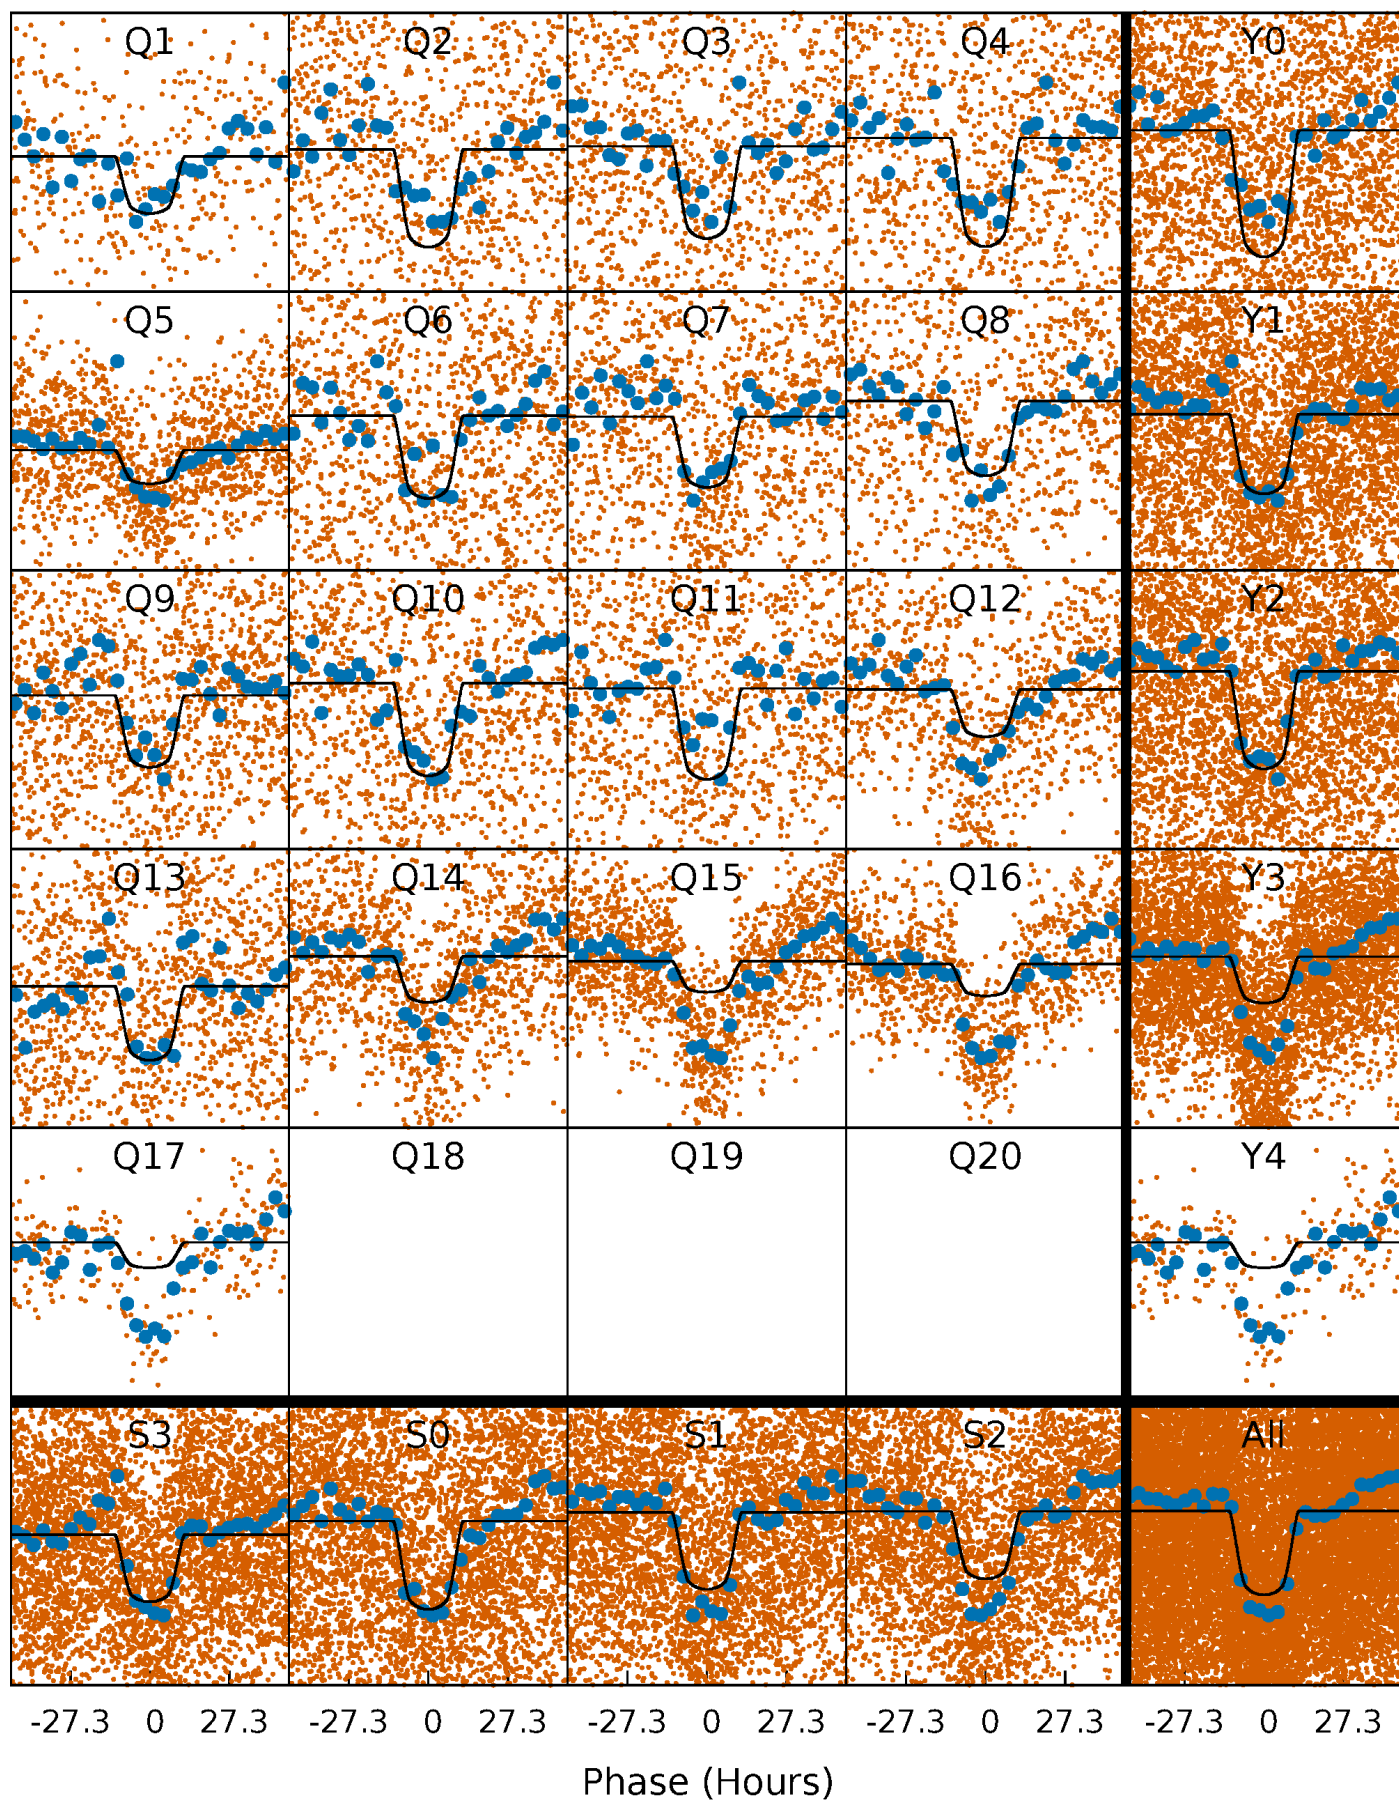 Q1 Q2 Q3 Q4 Y0
Q5 Q6 Q7 Q8 Y1
Q9 Q10 Q11 Q12 Y2
Q13 Q14 Q15 Q16 Y3
Q17 Q18 Q19 Q20 Y4
S3 S0 S1 S2 All
-27.3 0 27.3 -27.3 0 27.3 -27.3 0 27.3 -27.3 0 27.3 -27.3 0 27.3
Phase (Hours)